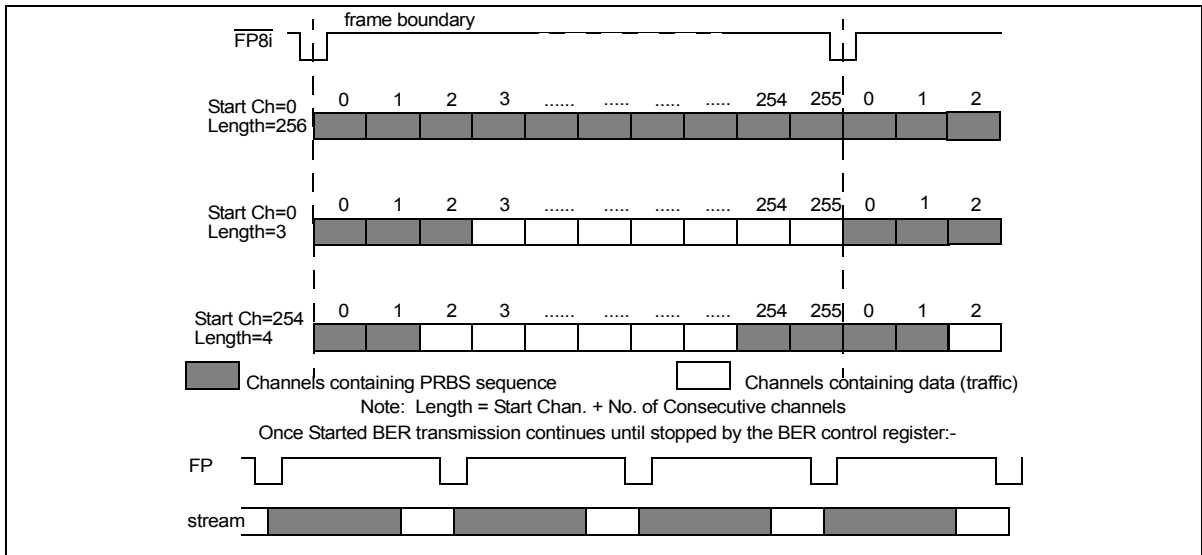 frame boundary
FP8i
Start Ch=0
Length=256
0 1 2 3 ...... ..... ..... ..... 254 255 0 1 2
Start Ch=0
Length=3
0 1 2 3 ...... ..... ..... ..... 254 255 0 1 2
Start Ch=254
Length=4
0 1 2 3 ...... ..... ..... ..... 254 255 0 1 2
Channels containing PRBS sequence
Channels containing data (traffic)
Note: Length = Start Chan. + No. of Consecutive channels
Once Started BER transmission continues until stopped by the BER control register:-
FP
stream